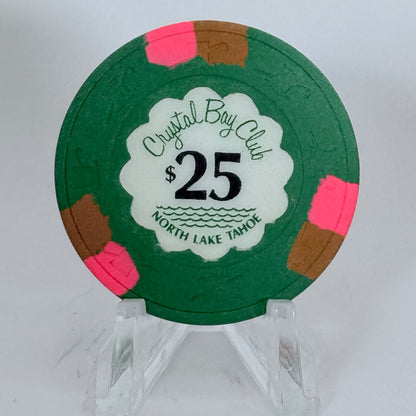 Crystal Bay Club
$25
NORTH LAKE TAHOE